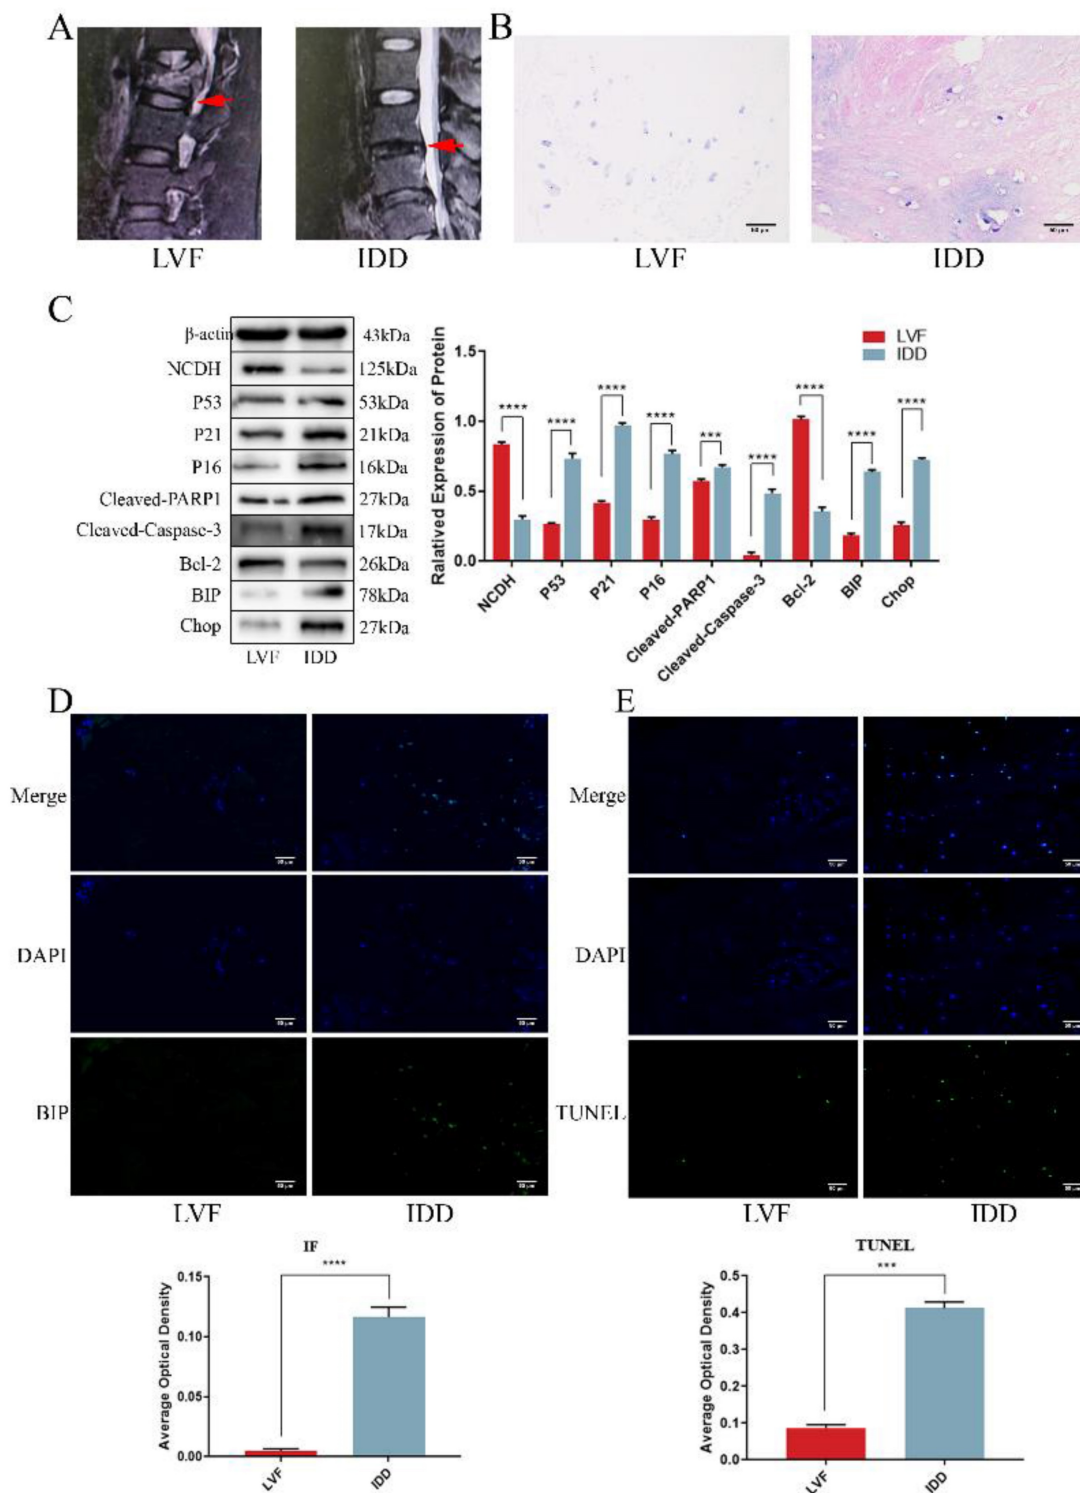 A
B
LVF
IDD
LVF
IDD
50 μm
50 μm
C
β-actin 43kDa
NCDH 125kDa
P53 53kDa
P21 21kDa
P16 16kDa
Cleaved-PARP1 27kDa
Cleaved-Caspase-3 17kDa
Bcl-2 26kDa
BIP 78kDa
Chop 27kDa
LVF IDD
LVF
IDD
Ralatived Expression of Protein
1.5
1.0
0.5
0.0
**** **** **** **** *** **** **** **** ****
NCDH P53 P21 P16 Cleaved-PARP1 Cleaved-Caspase-3 Bcl-2 BIP Chop
D
Merge
DAPI
BIP
LVF IDD
IF
****
Average Optical Density
0.15
0.10
0.05
0.00
LVF IDD
E
Merge
DAPI
TUNEL
LVF IDD
TUNEL
***
Average Optical Density
0.5
0.4
0.3
0.2
0.1
0.0
LVF IDD